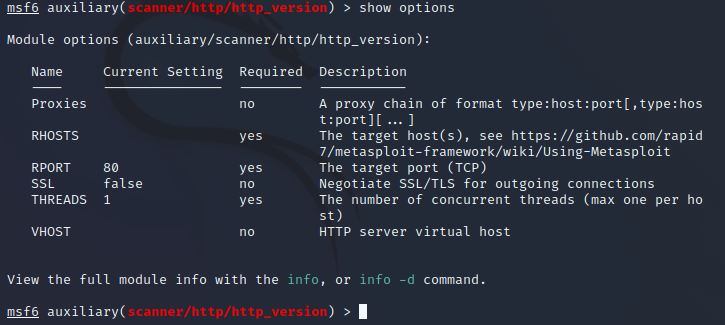 msf6 auxiliary(scanner/http/http_version) > show options
Module options (auxiliary/scanner/http/http_version):
Name Current Setting Required Description
Proxies no A proxy chain of format type:host:port[,type:hos
t:port][...]
RHOSTS yes The target host(s), see https://github.com/rapid
7/metasploit-framework/wiki/Using-Metasploit
RPORT 80 yes The target port (TCP)
SSL false no Negotiate SSL/TLS for outgoing connections
THREADS 1 yes The number of concurrent threads (max one per ho
st)
VHOST no HTTP server virtual host
View the full module info with the info, or info -d command.
msf6 auxiliary(scanner/http/http_version) >